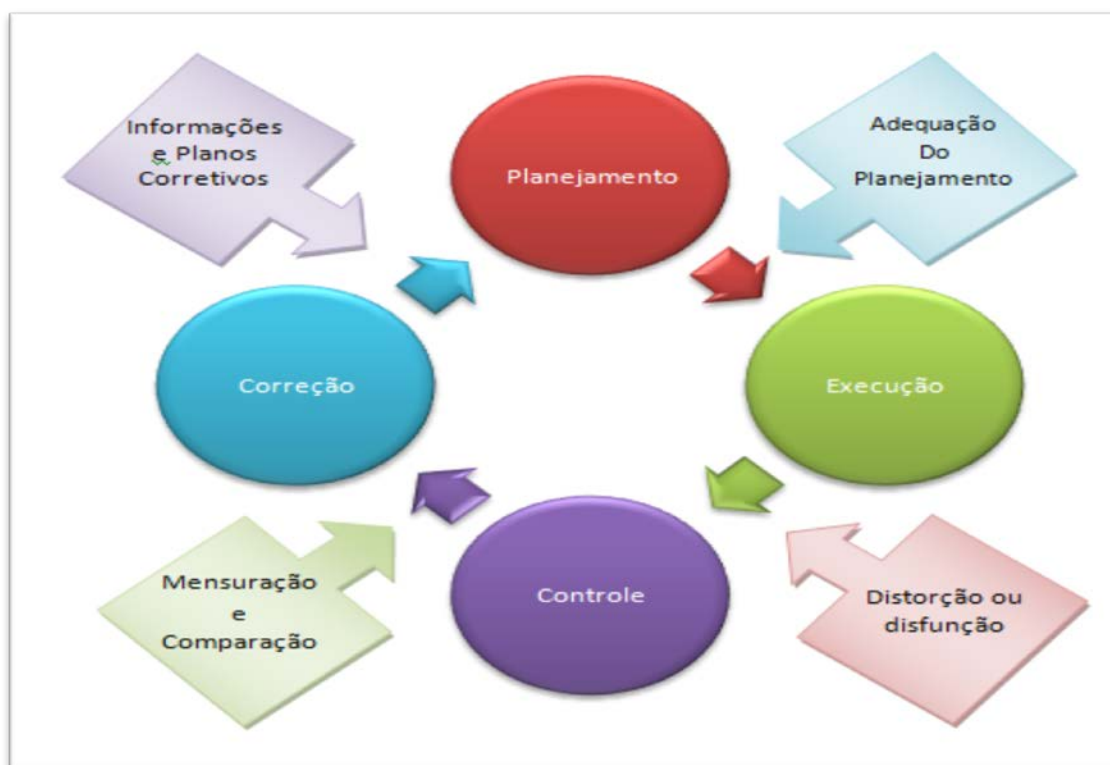 Informações
e Planos
Corretivos
Planejamento
Adequação
Do
Planejamento
Correção
Execução
Mensuração
e
Comparação
Controle
Distorção ou
disfunção